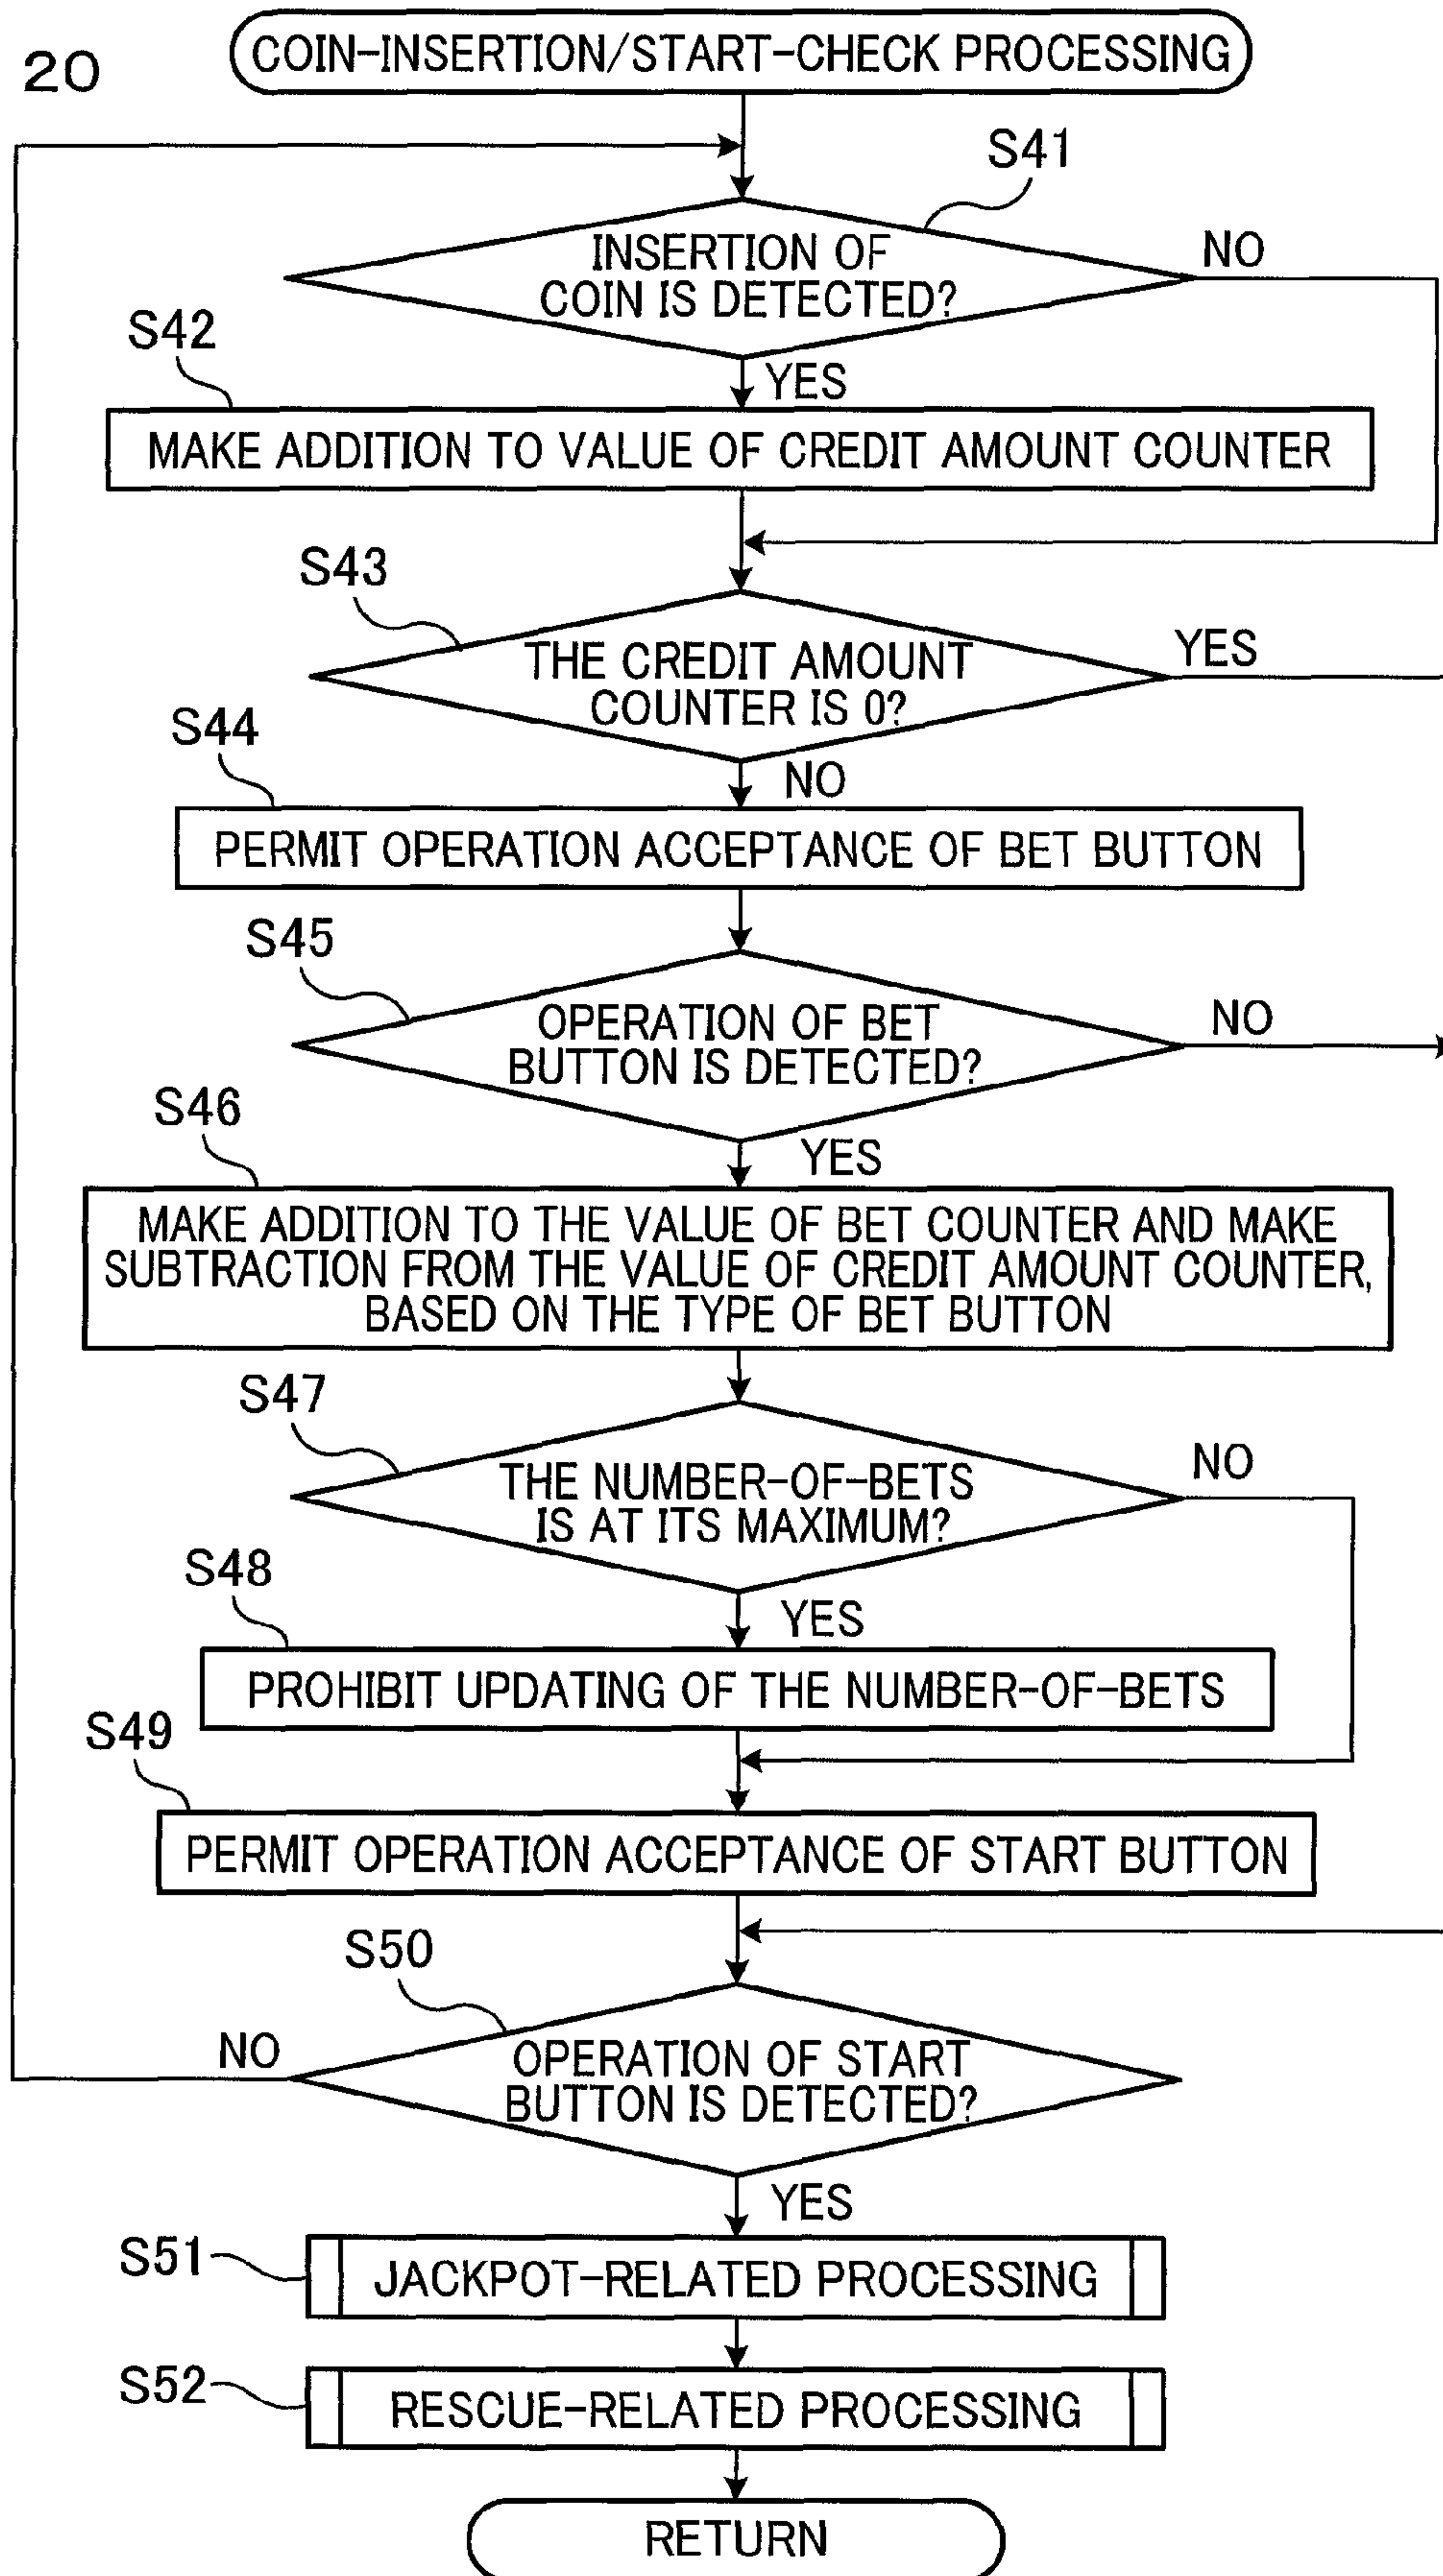 20
COIN-INSERTION/START-CHECK PROCESSING
S41
INSERTION OF
COIN IS DETECTED?
NO
YES
S42
MAKE ADDITION TO VALUE OF CREDIT AMOUNT COUNTER
S43
THE CREDIT AMOUNT
COUNTER IS 0?
YES
NO
S44
PERMIT OPERATION ACCEPTANCE OF BET BUTTON
S45
OPERATION OF BET
BUTTON IS DETECTED?
NO
YES
S46
MAKE ADDITION TO THE VALUE OF BET COUNTER AND MAKE
SUBTRACTION FROM THE VALUE OF CREDIT AMOUNT COUNTER,
BASED ON THE TYPE OF BET BUTTON
S47
THE NUMBER-OF-BETS
IS AT ITS MAXIMUM?
NO
YES
S48
PROHIBIT UPDATING OF THE NUMBER-OF-BETS
S49
PERMIT OPERATION ACCEPTANCE OF START BUTTON
S50
NO
OPERATION OF START
BUTTON IS DETECTED?
YES
S51
JACKPOT-RELATED PROCESSING
S52
RESCUE-RELATED PROCESSING
RETURN